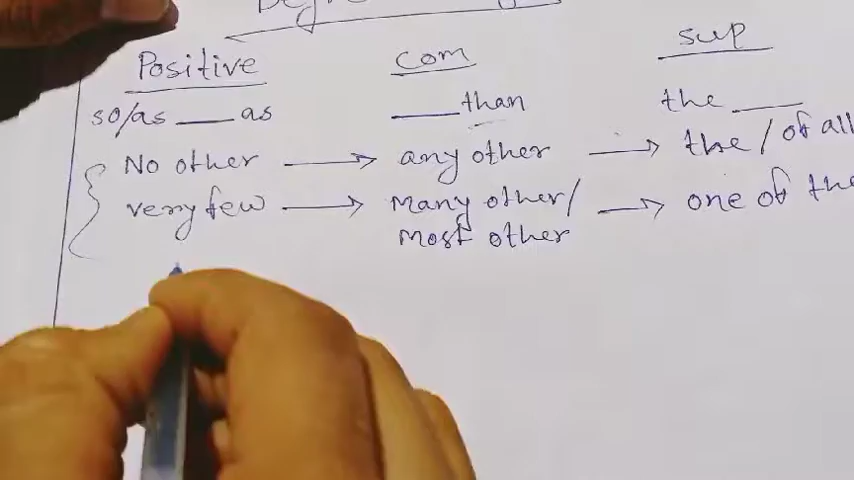 Positive com sup
so/as ____ as ____ than the ____
No other → any other → the / of all
very few → Many other/ → one of the
most other